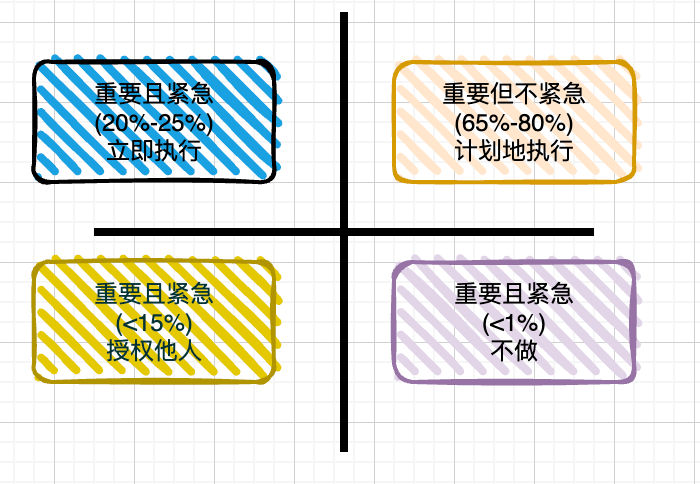 重要且紧急
(20%-25%)
立即执行
重要但不紧急
(65%-80%)
计划地执行
重要且紧急
(<15%)
授权他人
重要且紧急
(<1%)
不做